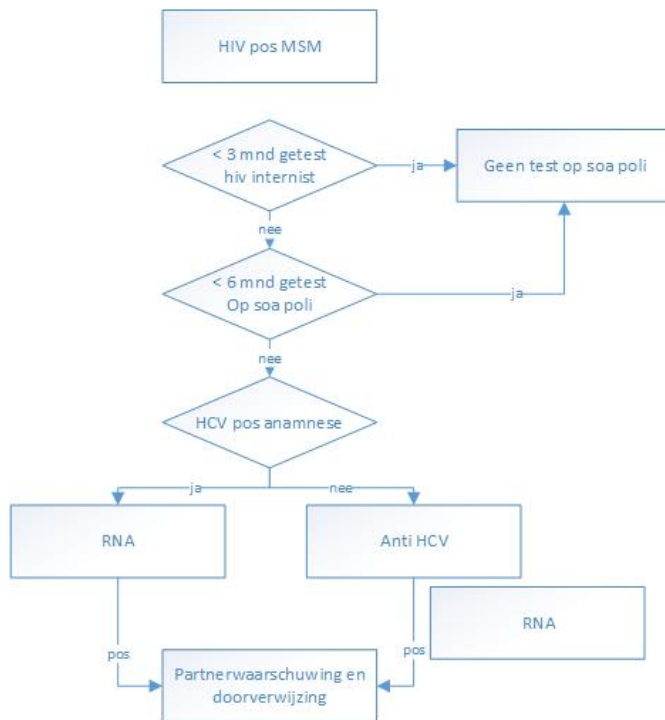 HIV pos MSM
< 3 mnd getest
hiv internist
ja
Geen test op soa poli
nee
< 6 mnd getest
Op soa poli
ja
nee
HCV pos anamnese
ja
nee
RNA
Anti HCV
RNA
pos
pos
Partnerwaarschuwing en
doorverwijzing